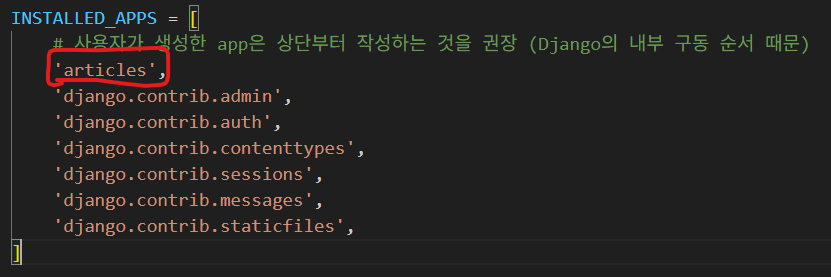 INSTALLED_APPS = [
# 사용자가 생성한 app은 상단부터 작성하는 것을 권장 (Django의 내부 구동 순서 때문)
'articles',
'django.contrib.admin',
'django.contrib.auth',
'django.contrib.contenttypes',
'django.contrib.sessions',
'django.contrib.messages',
'django.contrib.staticfiles',
]